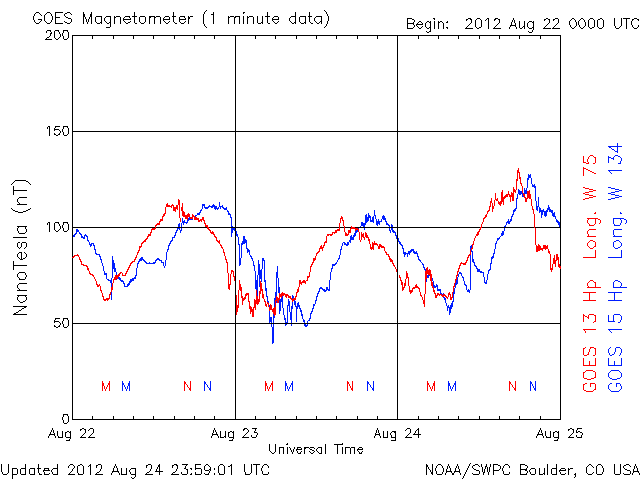 GOES Magnetometer (1 minute data)
Begin: 2012 Aug 22 0000 UTC
200
150
100
50
0
NanoTesla (nT)
M M N N M M N N M M N N
Aug 22 Aug 23 Aug 24 Aug 25
Universal Time
GOES 13 Hp Long. W 75
GOES 15 Hp Long. W 134
Updated 2012 Aug 24 23:59:01 UTC
NOAA/SWPC Boulder, CO USA